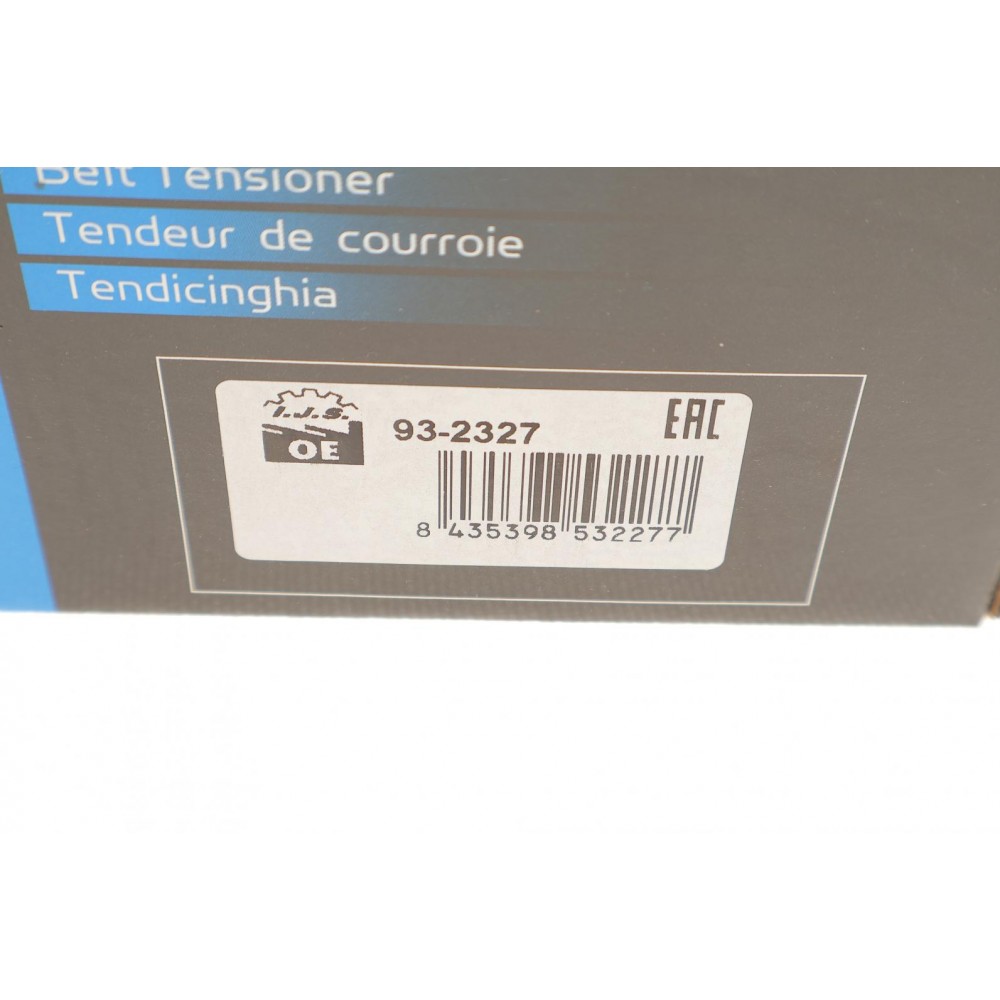 Belt Tensioner
Tendeur de courroie
Tendicinghia
I.J.S.
OE
93-2327
EAC
8 435398 532277